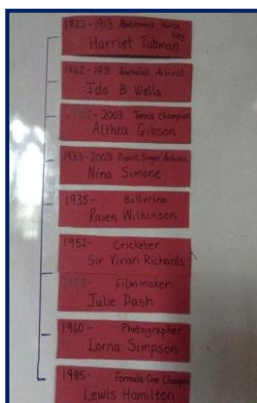 1822-1913 Abolitionist, Nurse, Spy
Harriet Tubman
1862-1931 Journalist, Activist
Ida B. Wells
-2003 Tennis Champion
Althea Gibson
1933-2003 Pianist, Singer, Activist
Nina Simone
1935- Ballerina
Raven Wilkinson
1952- Cricketer
Sir Vivian Richards
Filmmaker
Julie Dash
1960- Photographer
Lorna Simpson
1985- Formula One Champion
Lewis Hamilton